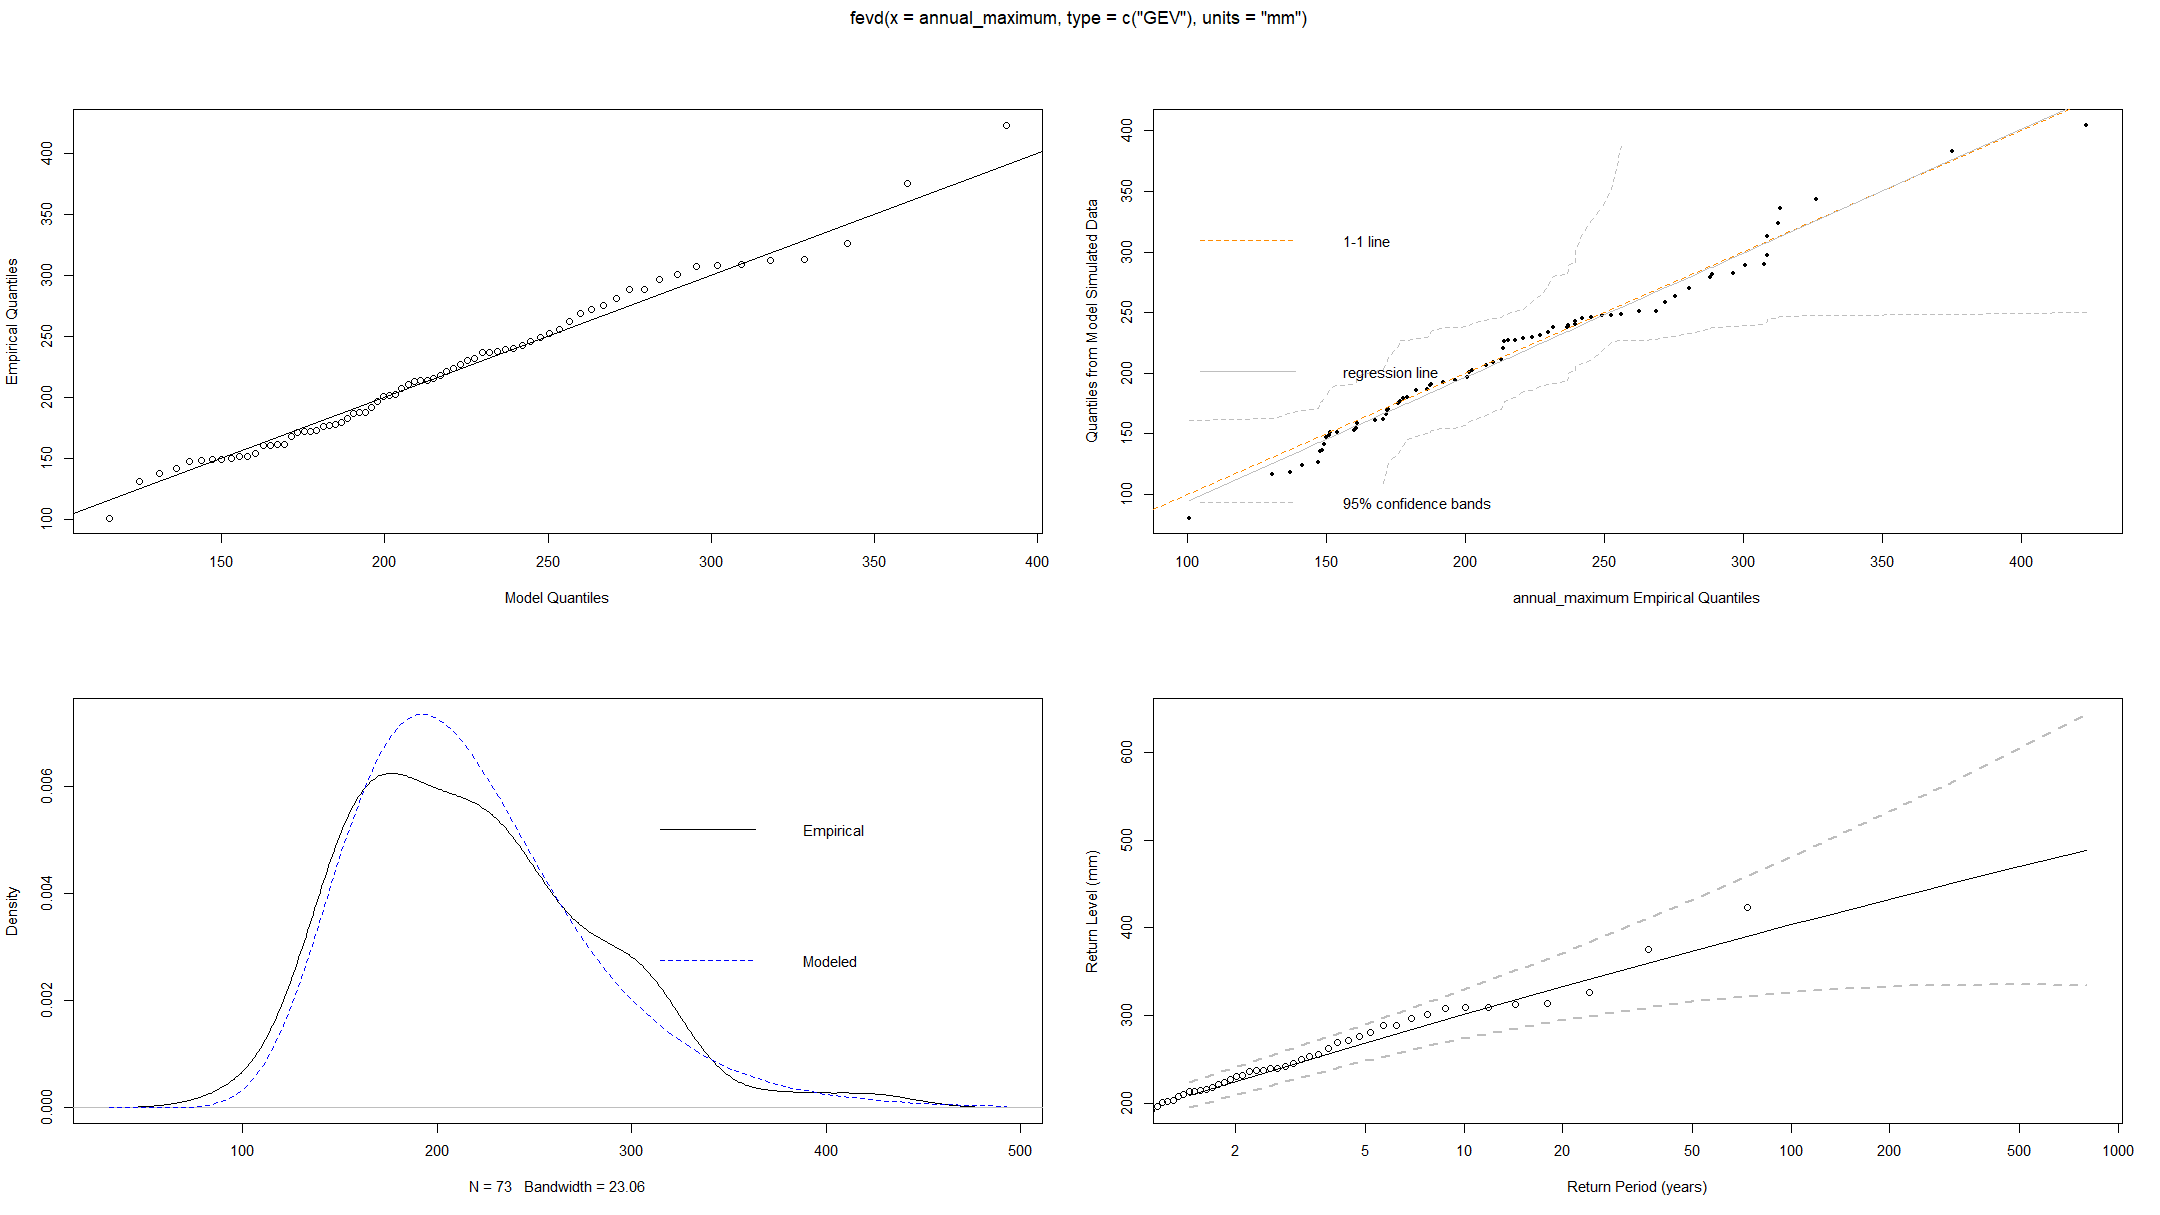 fevd(x = annual_maximum, type = c("GEV"), units = "mm")
Empirical Quantiles
400
350
300
250
200
150
100
150 200 250 300 350 400
Model Quantiles
Quantiles from Model Simulated Data
400
350
300
250
200
150
100
1-1 line
regression line
95% confidence bands
100 150 200 250 300 350 400
annual_maximum Empirical Quantiles
Density
0.006
0.004
0.002
0.000
Empirical
Modeled
100 200 300 400 500
N = 73 Bandwidth = 23.06
Return Level (mm)
600
500
400
300
200
2 5 10 20 50 100 200 500 1000
Return Period (years)